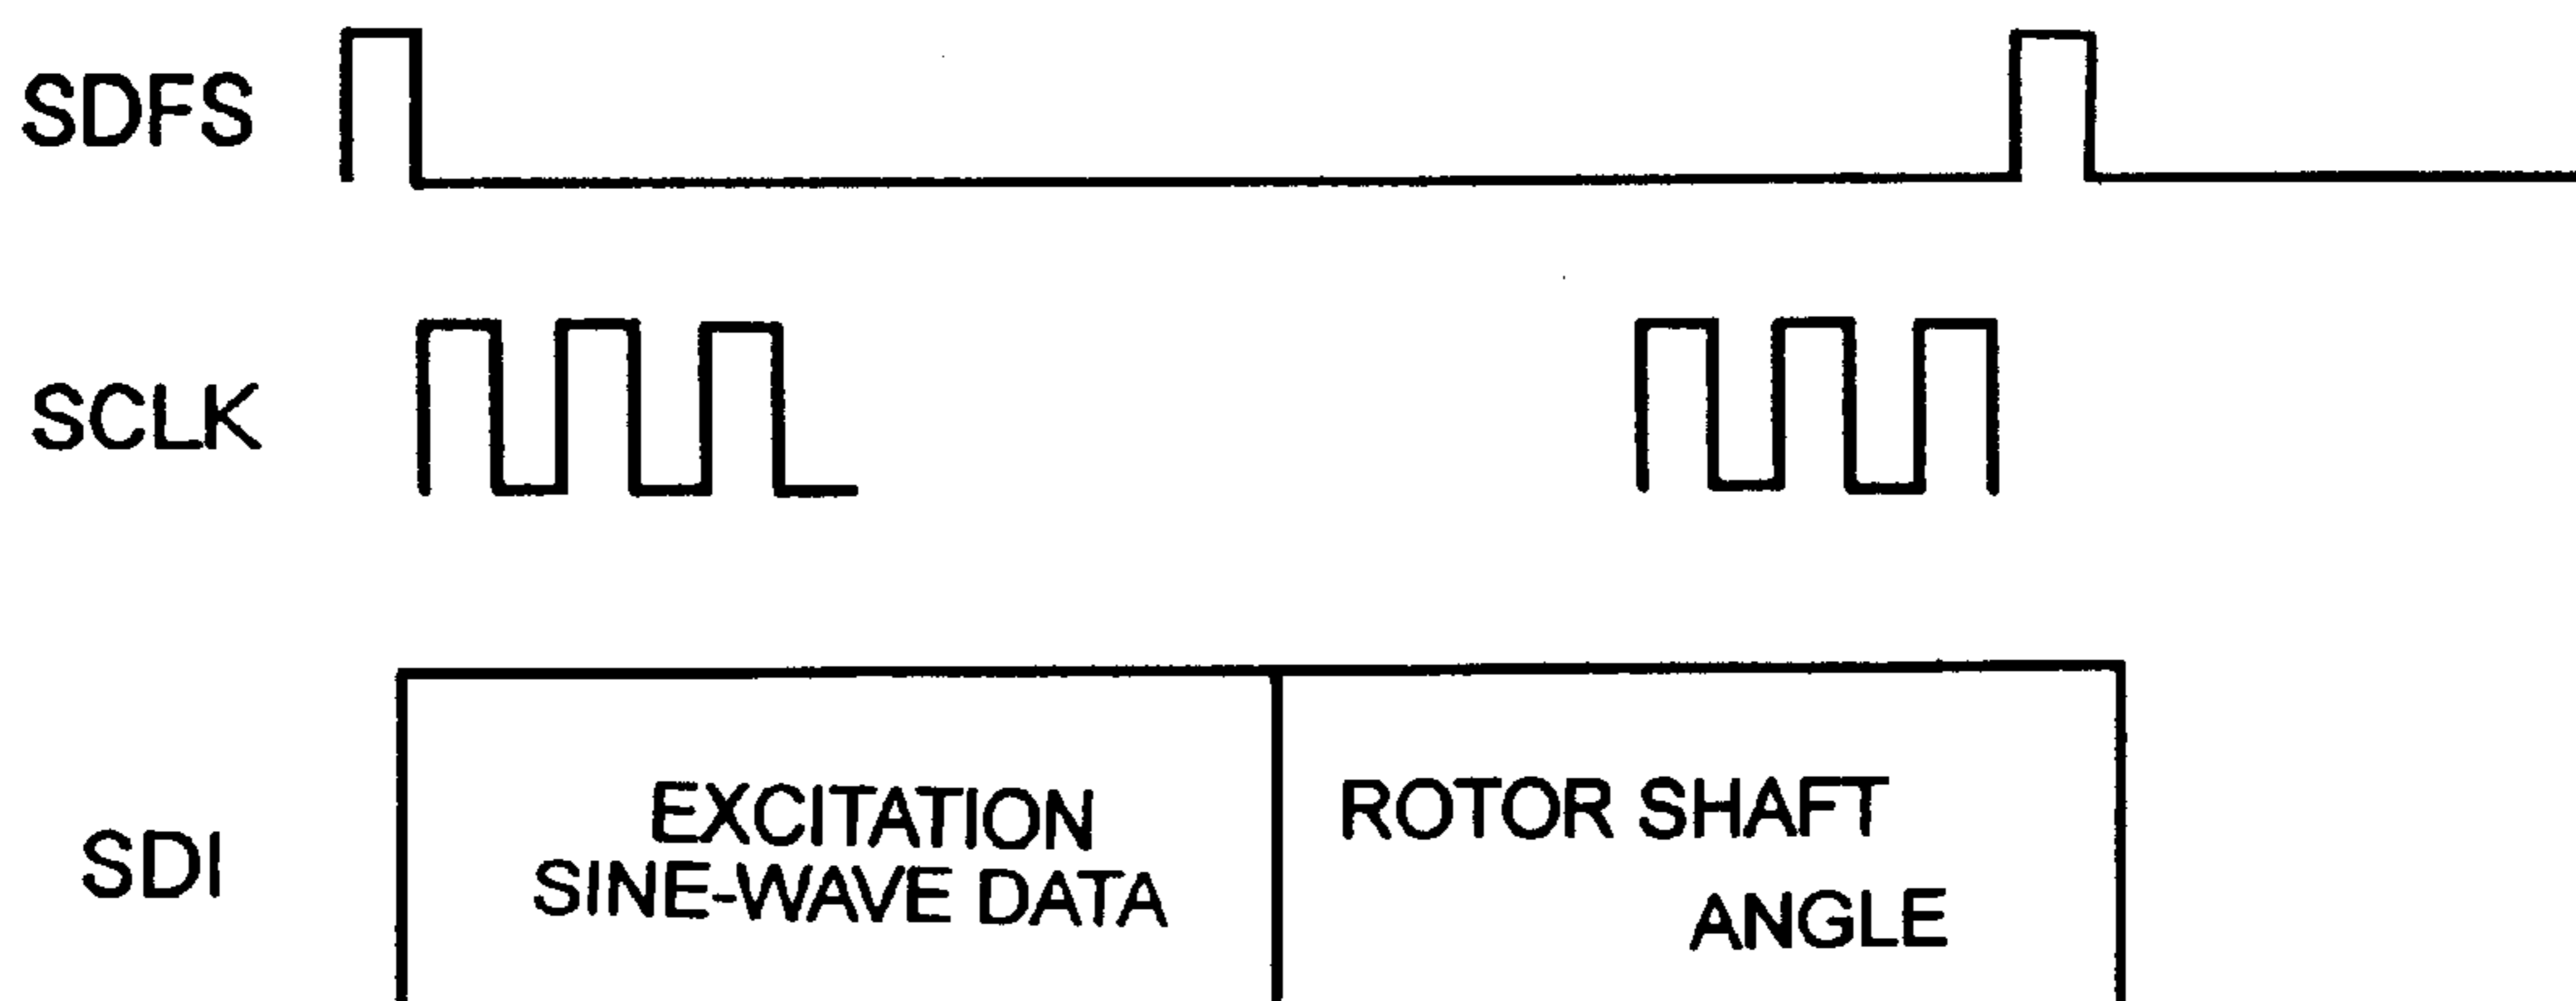 SDFS
SCLK
SDI
EXCITATION
SINE-WAVE DATA
ROTOR SHAFT
ANGLE